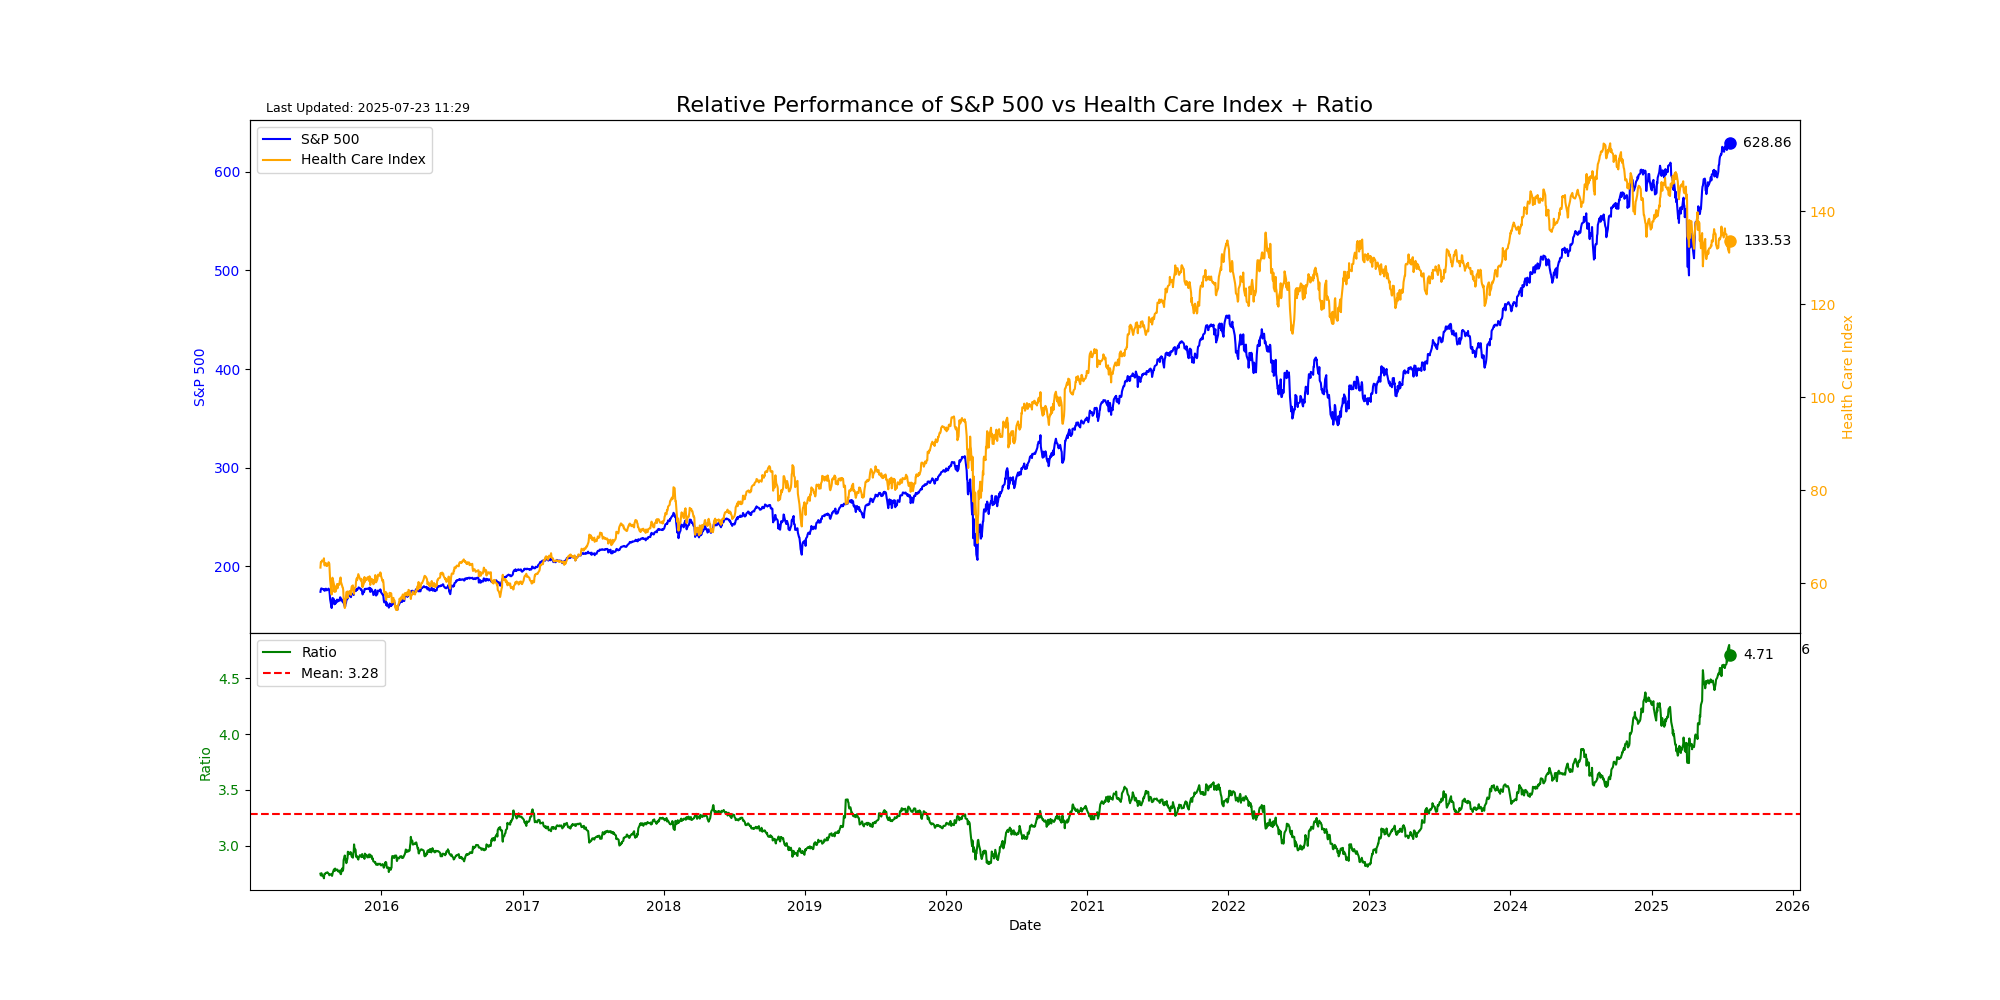 Last Updated: 2025-07-23 11:29
Relative Performance of S&P 500 vs Health Care Index + Ratio
S&P 500
Health Care Index
628.86
133.53
600
500
400
300
200
S&P 500
140
120
100
80
60
Health Care Index
Ratio
Mean: 3.28
4.71
6
4.5
4.0
3.5
3.0
Ratio
2016 2017 2018 2019 2020 2021 2022 2023 2024 2025 2026
Date